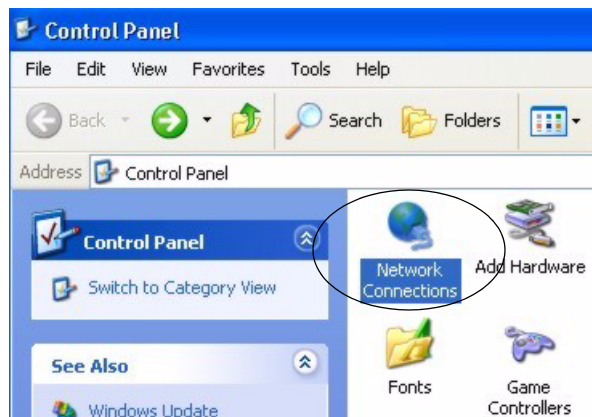 Control Panel
File Edit View Favorites Tools Help
Back Search Folders
Address Control Panel
Control Panel
Switch to Category View
See Also
Windows Update
Network
Connections
Add Hardware
Fonts
Game
Controllers